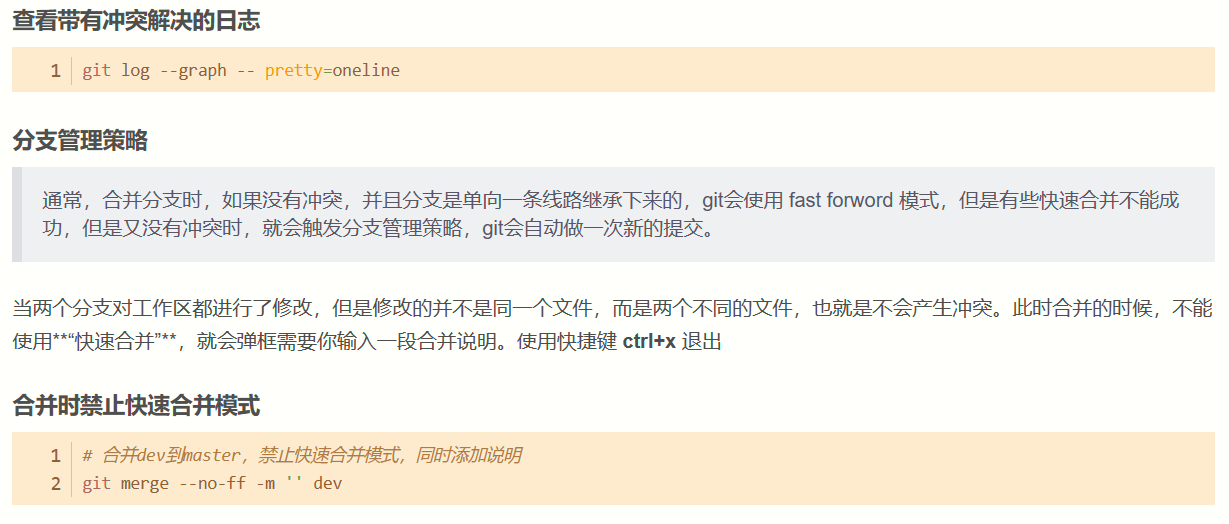 查看带有冲突解决的日志
1 git log --graph -- pretty=oneline
分支管理策略
通常，合并分支时，如果没有冲突，并且分支是单向一条线路继承下来的，git会使用 fast forword 模式，但是有些快速合并不能成
功，但是又没有冲突时，就会触发分支管理策略，git会自动做一次新的提交。
当两个分支对工作区都进行了修改，但是修改的并不是同一个文件，而是两个不同的文件，也就是不会产生冲突。此时合并的时候，不能
使用**“快速合并”**，就会弹框需要你输入一段合并说明。使用快捷键 ctrl+x 退出
合并时禁止快速合并模式
1 # 合并dev到master，禁止快速合并模式，同时添加说明
2 git merge --no-ff -m '' dev